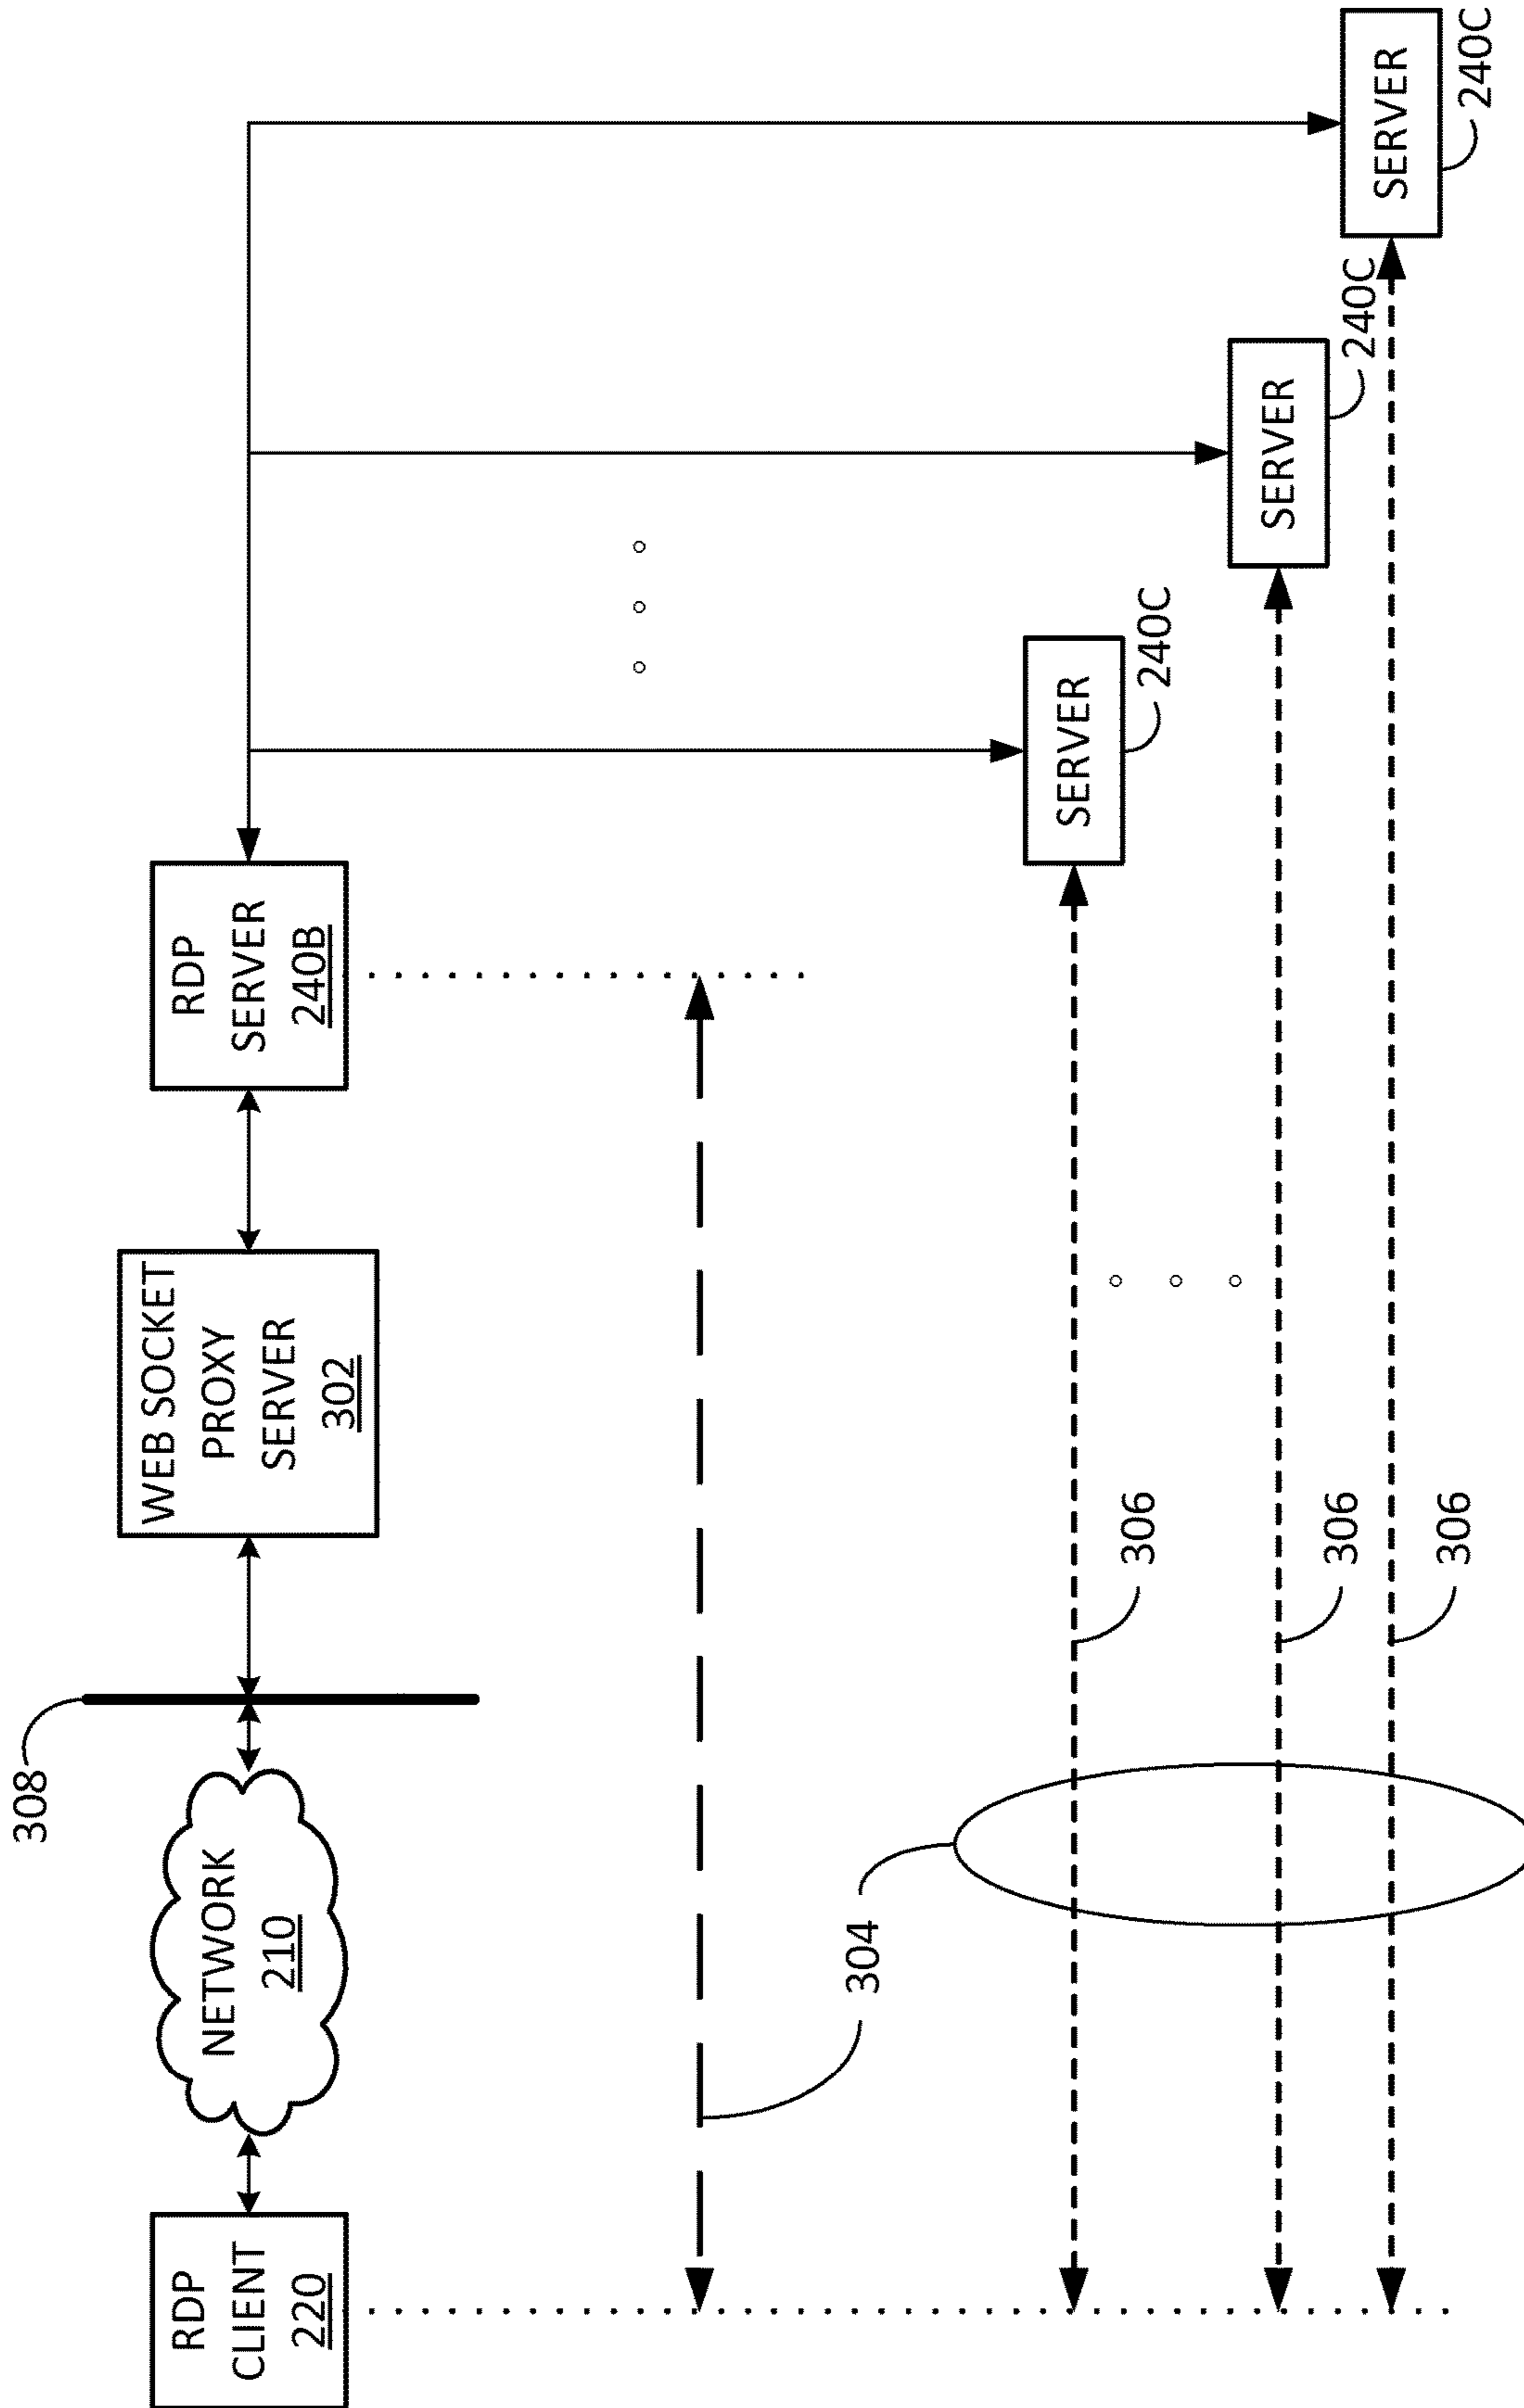 308
RDP
CLIENT
220
NETWORK
210
WEB SOCKET
PROXY
SERVER
302
RDP
SERVER
240B
304
306
306
306
SERVER
240C
SERVER
240C
SERVER
240C